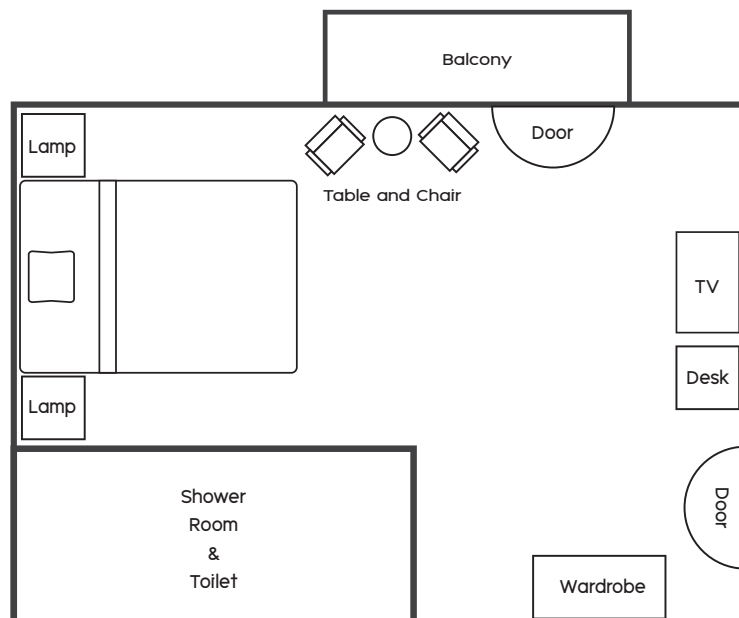 Balcony
Lamp
Door
Table and Chair
TV
Desk
Lamp
Shower
Room
&
Toilet
Door
Wardrobe